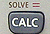 SOLVE =
CALC